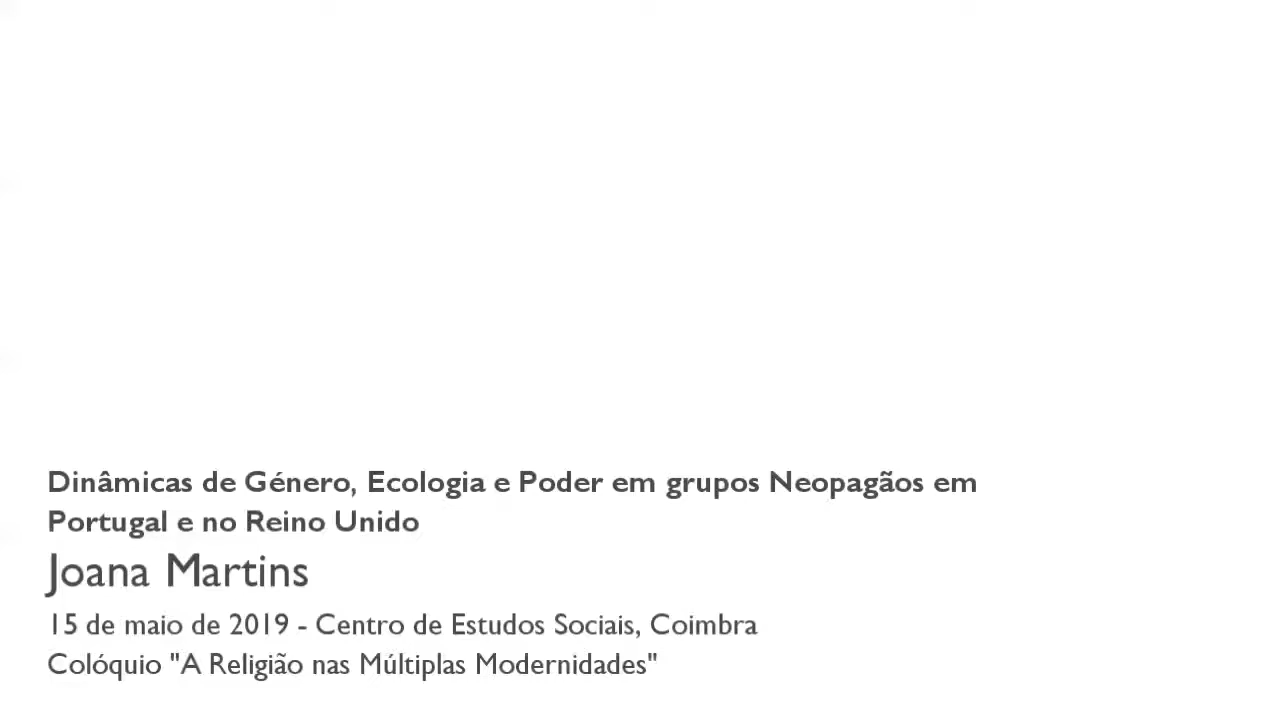 Dinâmicas de Género, Ecologia e Poder em grupos Neopagãos em
Portugal e no Reino Unido
Joana Martins
15 de maio de 2019 - Centro de Estudos Sociais, Coimbra
Colóquio "A Religião nas Múltiplas Modernidades"